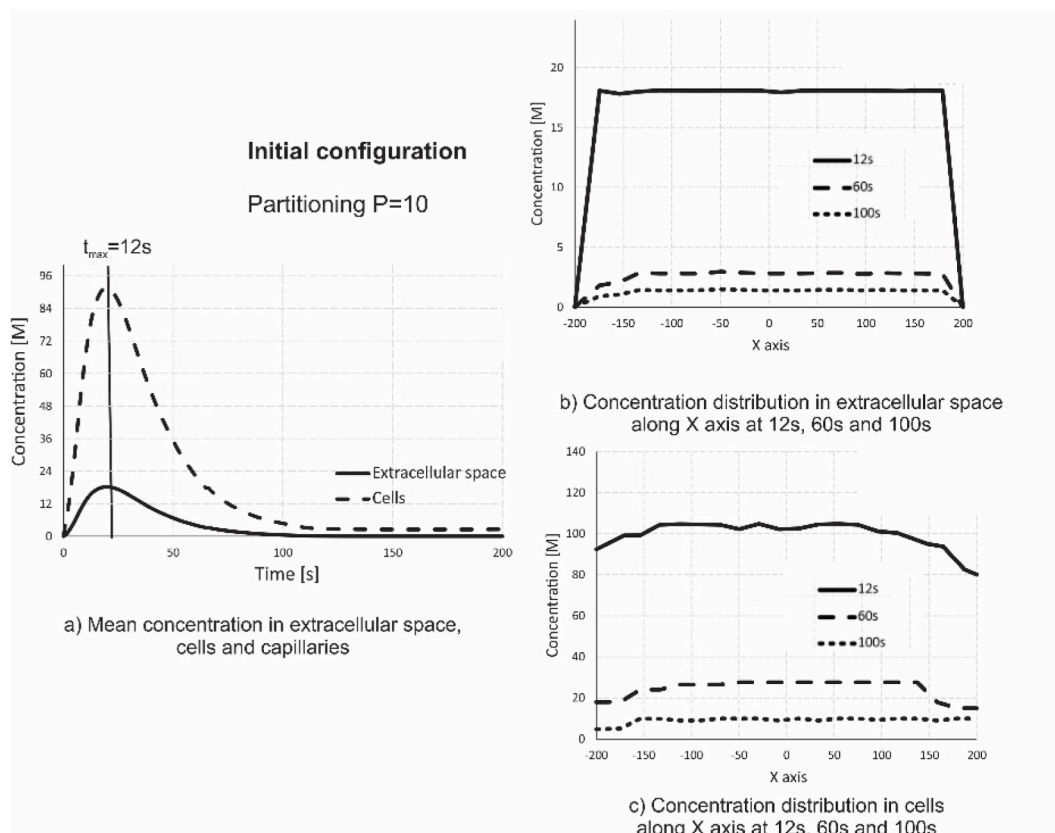 Initial configuration
Partitioning P=10
tmax=12s
96
84
72
60
48
36
24
12
0
Concentration [M]
Extracellular space
Cells
0
50
100
150
200
Time [s]
a) Mean concentration in extracellular space,
cells and capillaries
20
15
10
5
0
Concentration [M]
12s
60s
100s
-200
-150
-100
-50
0
50
100
150
200
X axis
b) Concentration distribution in extracellular space
along X axis at 12s, 60s and 100s
140
120
100
80
60
40
20
0
Concentration [M]
12s
60s
100s
-200
-150
-100
-50
0
50
100
150
200
X axis
c) Concentration distribution in cells
along X axis at 12s, 60s and 100s